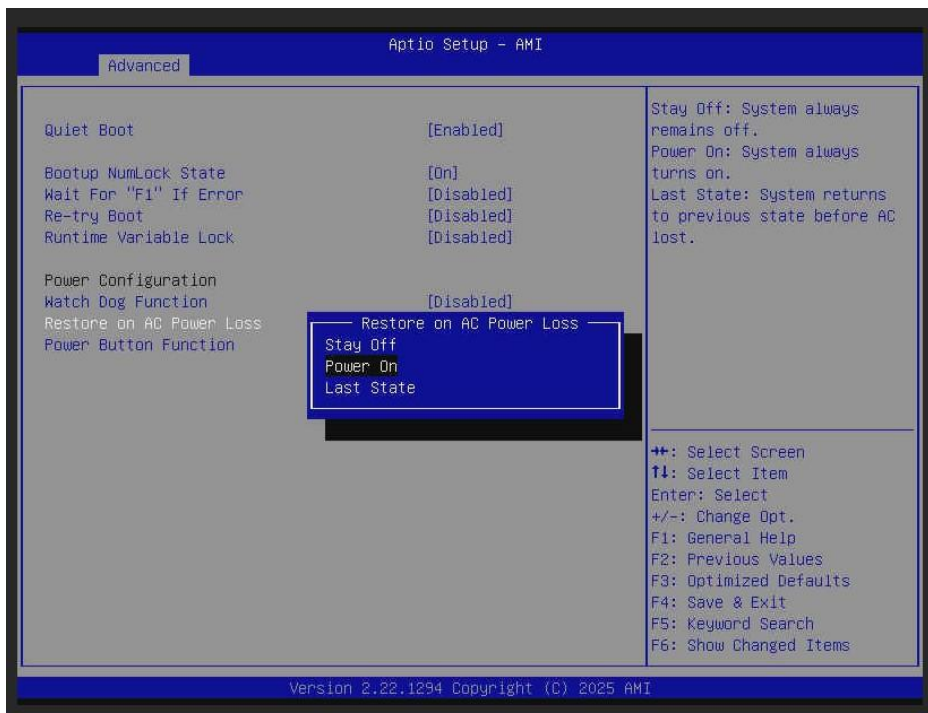 Aptio Setup - AMI
Advanced
Quiet Boot [Enabled]
Bootup NumLock State [On]
Wait For "F1" If Error [Disabled]
Re-try Boot [Disabled]
Runtime Variable Lock [Disabled]
Power Configuration
Watch Dog Function [Disabled]
Restore on AC Power Loss
Power Button Function
Restore on AC Power Loss
Stay Off
Power On
Last State
Stay Off: System always
remains off.
Power On: System always
turns on.
Last State: System returns
to previous state before AC
lost.
→←: Select Screen
↑↓: Select Item
Enter: Select
+/-: Change Opt.
F1: General Help
F2: Previous Values
F3: Optimized Defaults
F4: Save & Exit
F5: Keyword Search
F6: Show Changed Items
Version 2.22.1294 Copyright (C) 2025 AMI